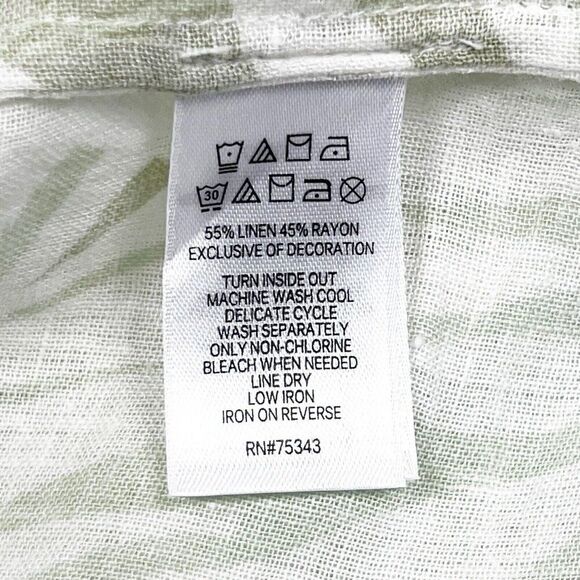 30
55% LINEN 45% RAYON
EXCLUSIVE OF DECORATION
TURN INSIDE OUT
MACHINE WASH COOL
DELICATE CYCLE
WASH SEPARATELY
ONLY NON-CHLORINE
BLEACH WHEN NEEDED
LINE DRY
LOW IRON
IRON ON REVERSE
RN#75343